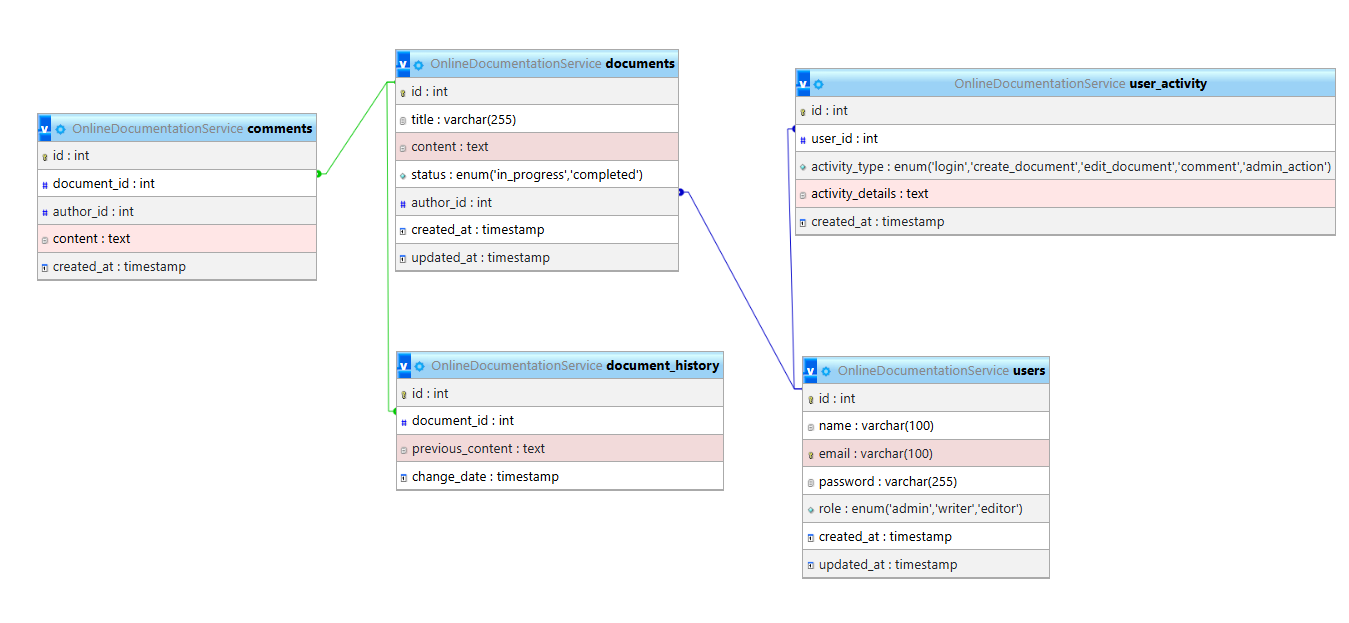 v OnlineDocumentationService comments
id : int
# document_id : int
# author_id : int
content : text
created_at : timestamp
v OnlineDocumentationService documents
id : int
title : varchar(255)
content : text
status : enum('in_progress','completed')
# author_id : int
created_at : timestamp
updated_at : timestamp
v OnlineDocumentationService document_history
id : int
# document_id : int
previous_content : text
change_date : timestamp
v OnlineDocumentationService user_activity
id : int
# user_id : int
activity_type : enum('login','create_document','edit_document','comment','admin_action')
activity_details : text
created_at : timestamp
v OnlineDocumentationService users
id : int
name : varchar(100)
email : varchar(100)
password : varchar(255)
role : enum('admin','writer','editor')
created_at : timestamp
updated_at : timestamp